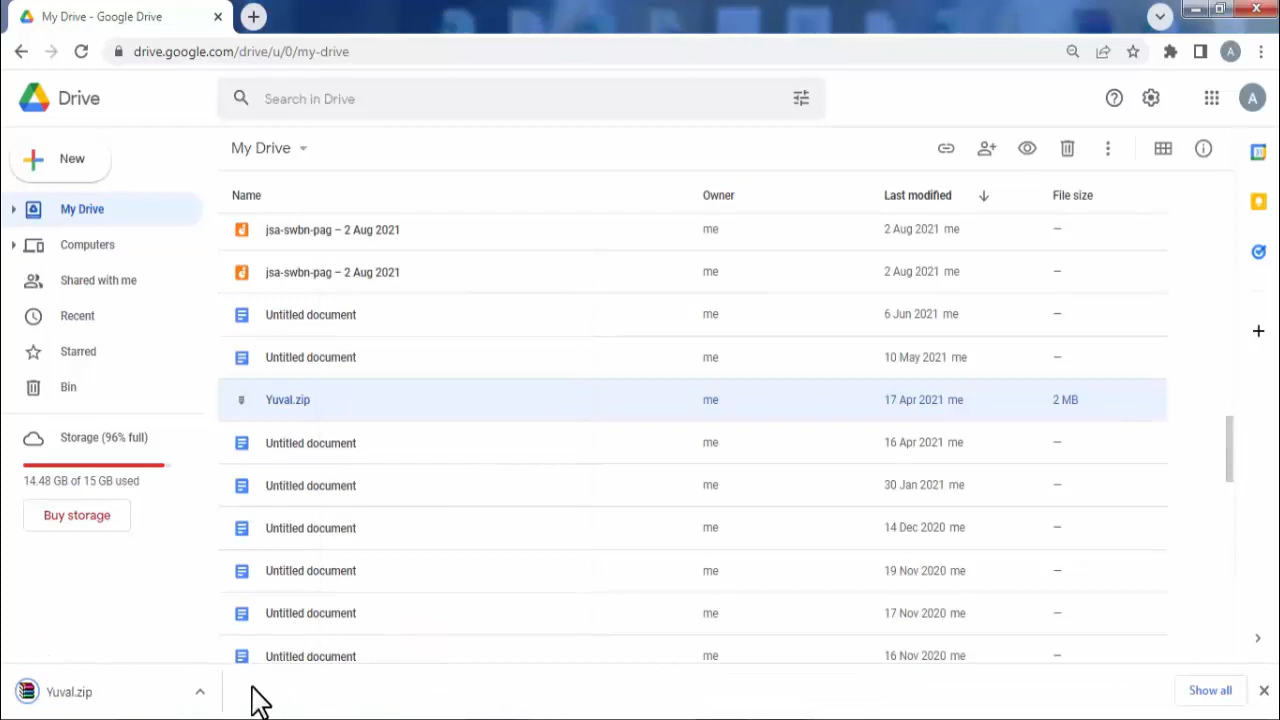 My Drive - Google Drive
drive.google.com/drive/u/0/my-drive
A
Drive
Search in Drive
A
New
My Drive
Computers
Shared with me
Recent
Starred
Bin
Storage (96% full)
14.48 GB of 15 GB used
Buy storage
My Drive
Name Owner Last modified File size
jsa-swbn-pag – 2 Aug 2021 me 2 Aug 2021 me –
jsa-swbn-pag – 2 Aug 2021 me 2 Aug 2021 me –
Untitled document me 6 Jun 2021 me –
Untitled document me 10 May 2021 me –
Yuval.zip me 17 Apr 2021 me 2 MB
Untitled document me 16 Apr 2021 me –
Untitled document me 30 Jan 2021 me –
Untitled document me 14 Dec 2020 me –
Untitled document me 19 Nov 2020 me –
Untitled document me 17 Nov 2020 me –
Untitled document me 16 Nov 2020 me –
Yuval.zip
Show all